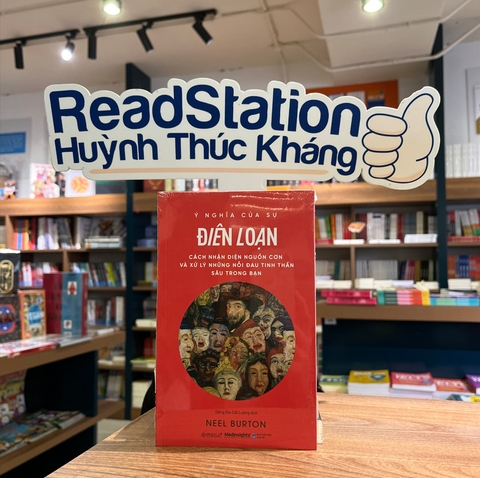 ReadStation
Huỳnh Thúc Kháng
Ý NGHĨA CỦA SỰ
ĐIÊN LOẠN
CÁCH NHẬN DIỆN NGUỒN CƠN
VÀ XỬ LÝ NHỮNG NỖI ĐAU TINH THẦN
SÂU TRONG BẠN
NEEL BURTON